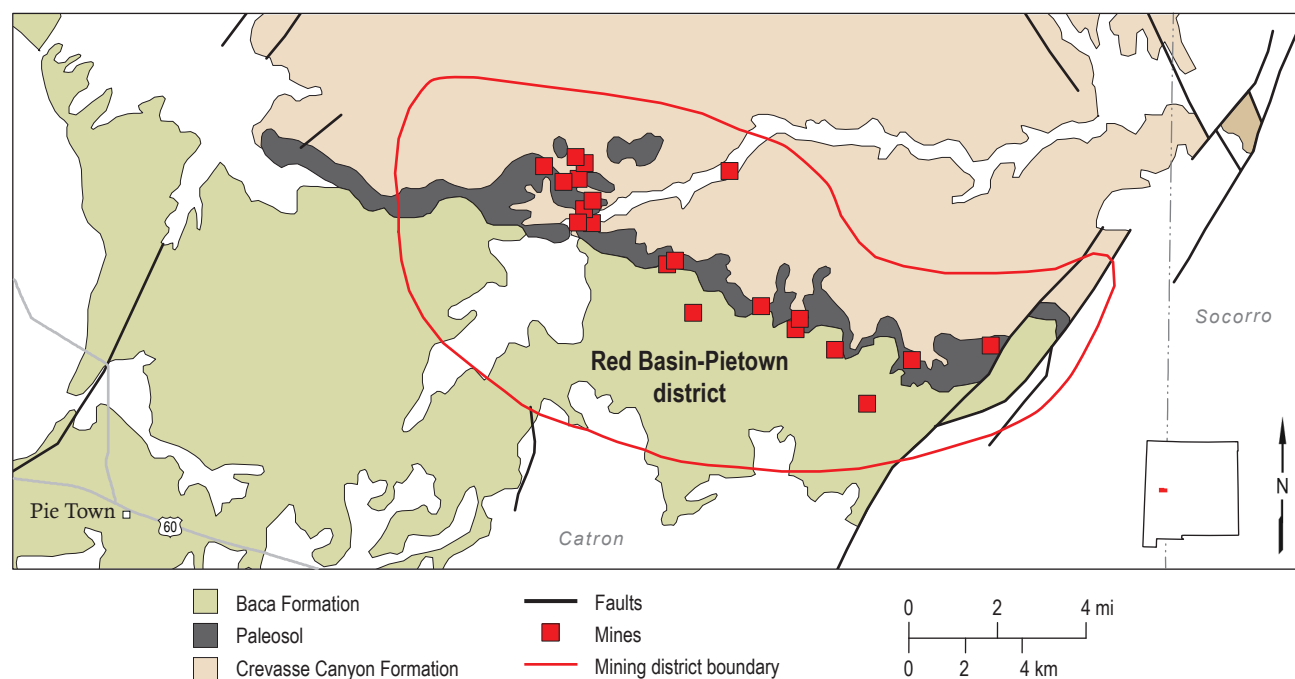 Red Basin-Pietown
district
Socorro
Pie Town
60
Catron
N
Baca Formation
Paleosol
Crevasse Canyon Formation
Faults
Mines
Mining district boundary
0 2 4 mi
0 2 4 km